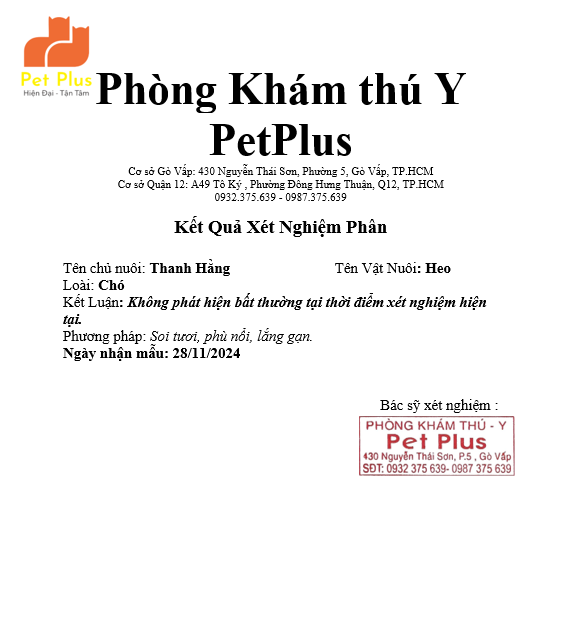 Pet Plus
Hiện Đại - Tận Tâm
Phòng Khám thú Y
PetPlus
Cơ sở Gò Vấp: 430 Nguyễn Thái Sơn, Phường 5, Gò Vấp, TP.HCM
Cơ sở Quận 12: A49 Tô Ký , Phường Đông Hưng Thuận, Q12, TP.HCM
0932.375.639 - 0987.375.639
Kết Quả Xét Nghiệm Phân
Tên chủ nuôi: Thanh Hằng Tên Vật Nuôi: Heo
Loài: Chó
Kết Luận: Không phát hiện bất thường tại thời điểm xét nghiệm hiện
tại.
Phương pháp: Soi tươi, phù nổi, lắng gạn.
Ngày nhận mẫu: 28/11/2024
Bác sỹ xét nghiệm :
PHÒNG KHÁM THÚ - Y
Pet Plus
430 Nguyễn Thái Sơn, P.5 , Gò Vấp
SĐT: 0932 375 639- 0987 375 639